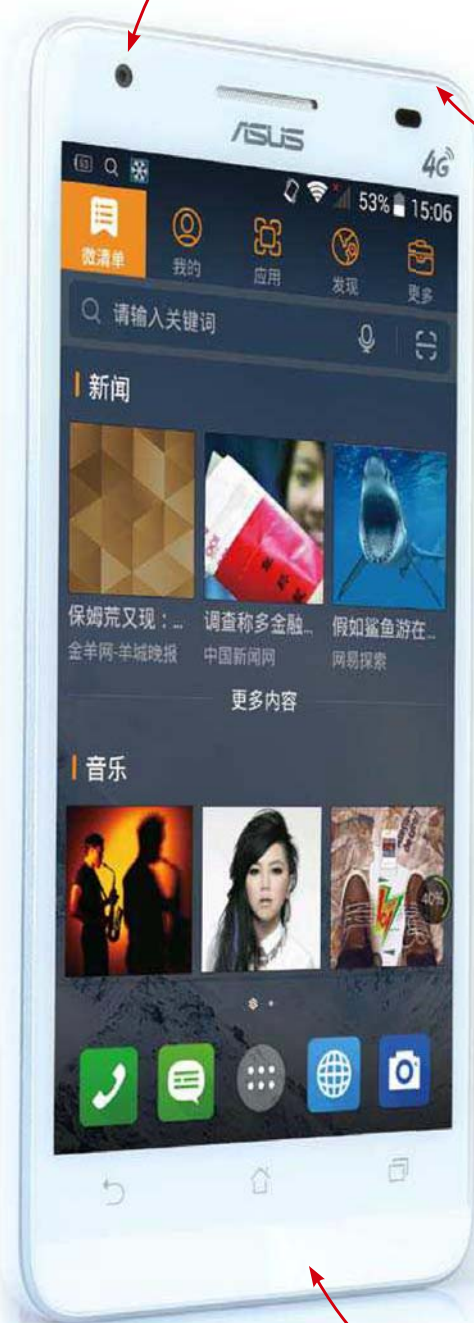 ASUS
4G
53 53% 15:06
微清单 我的 应用 发现 更多
请输入关键词
新闻
保姆荒又现：... 调查称多金融... 假如鲨鱼游在...
金羊网-羊城晚报 中国新闻网 网易探索
更多内容
音乐
40%